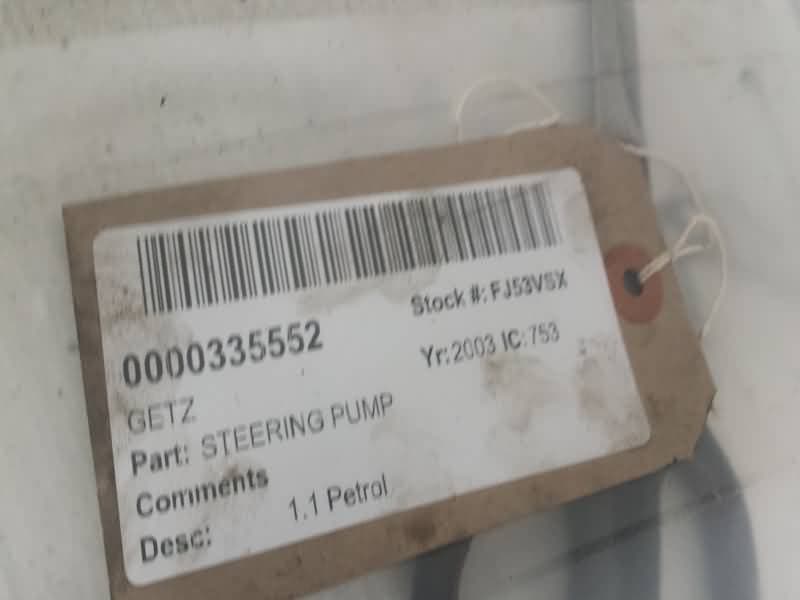 0000335552
Stock #: FJ53VSX
Yr: 2003 IC: 753
GETZ
Part: STEERING PUMP
Comments
Desc: 1.1 Petrol